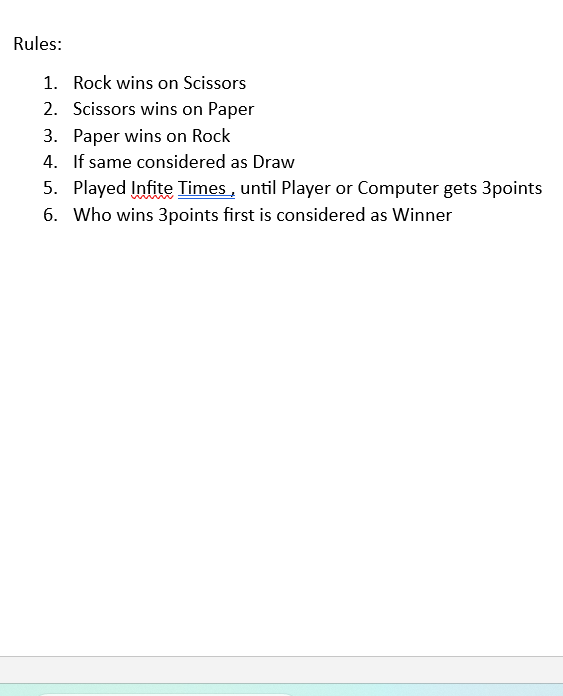 Rules:
1. Rock wins on Scissors
2. Scissors wins on Paper
3. Paper wins on Rock
4. If same considered as Draw
5. Played Infite Times , until Player or Computer gets 3points
6. Who wins 3points first is considered as Winner